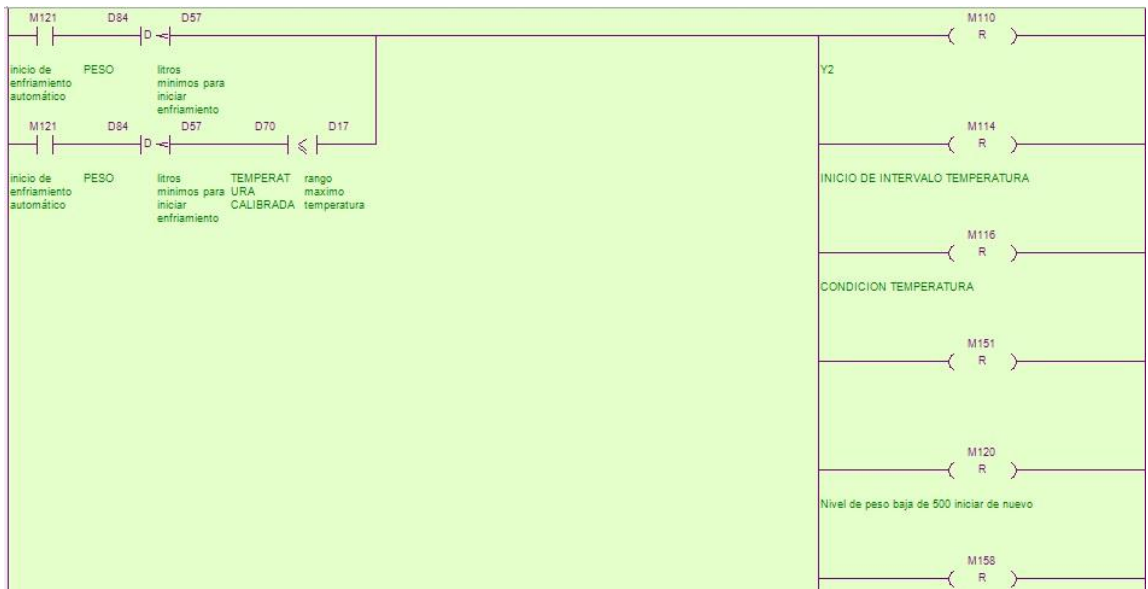 M121 D84 D57 M110
D < R
inicio de PESO litros Y2
enfriamiento minimos para
automático iniciar
enfriamiento
M121 D84 D57 D70 D17 M114
D < ≤ R
inicio de PESO litros TEMPERAT rango INICIO DE INTERVALO TEMPERATURA
enfriamiento minimos para URA maximo
automático iniciar CALIBRADA temperatura
enfriamiento
M116
R
CONDICION TEMPERATURA
M151
R
M120
R
Nivel de peso baja de 500 iniciar de nuevo
M158
R